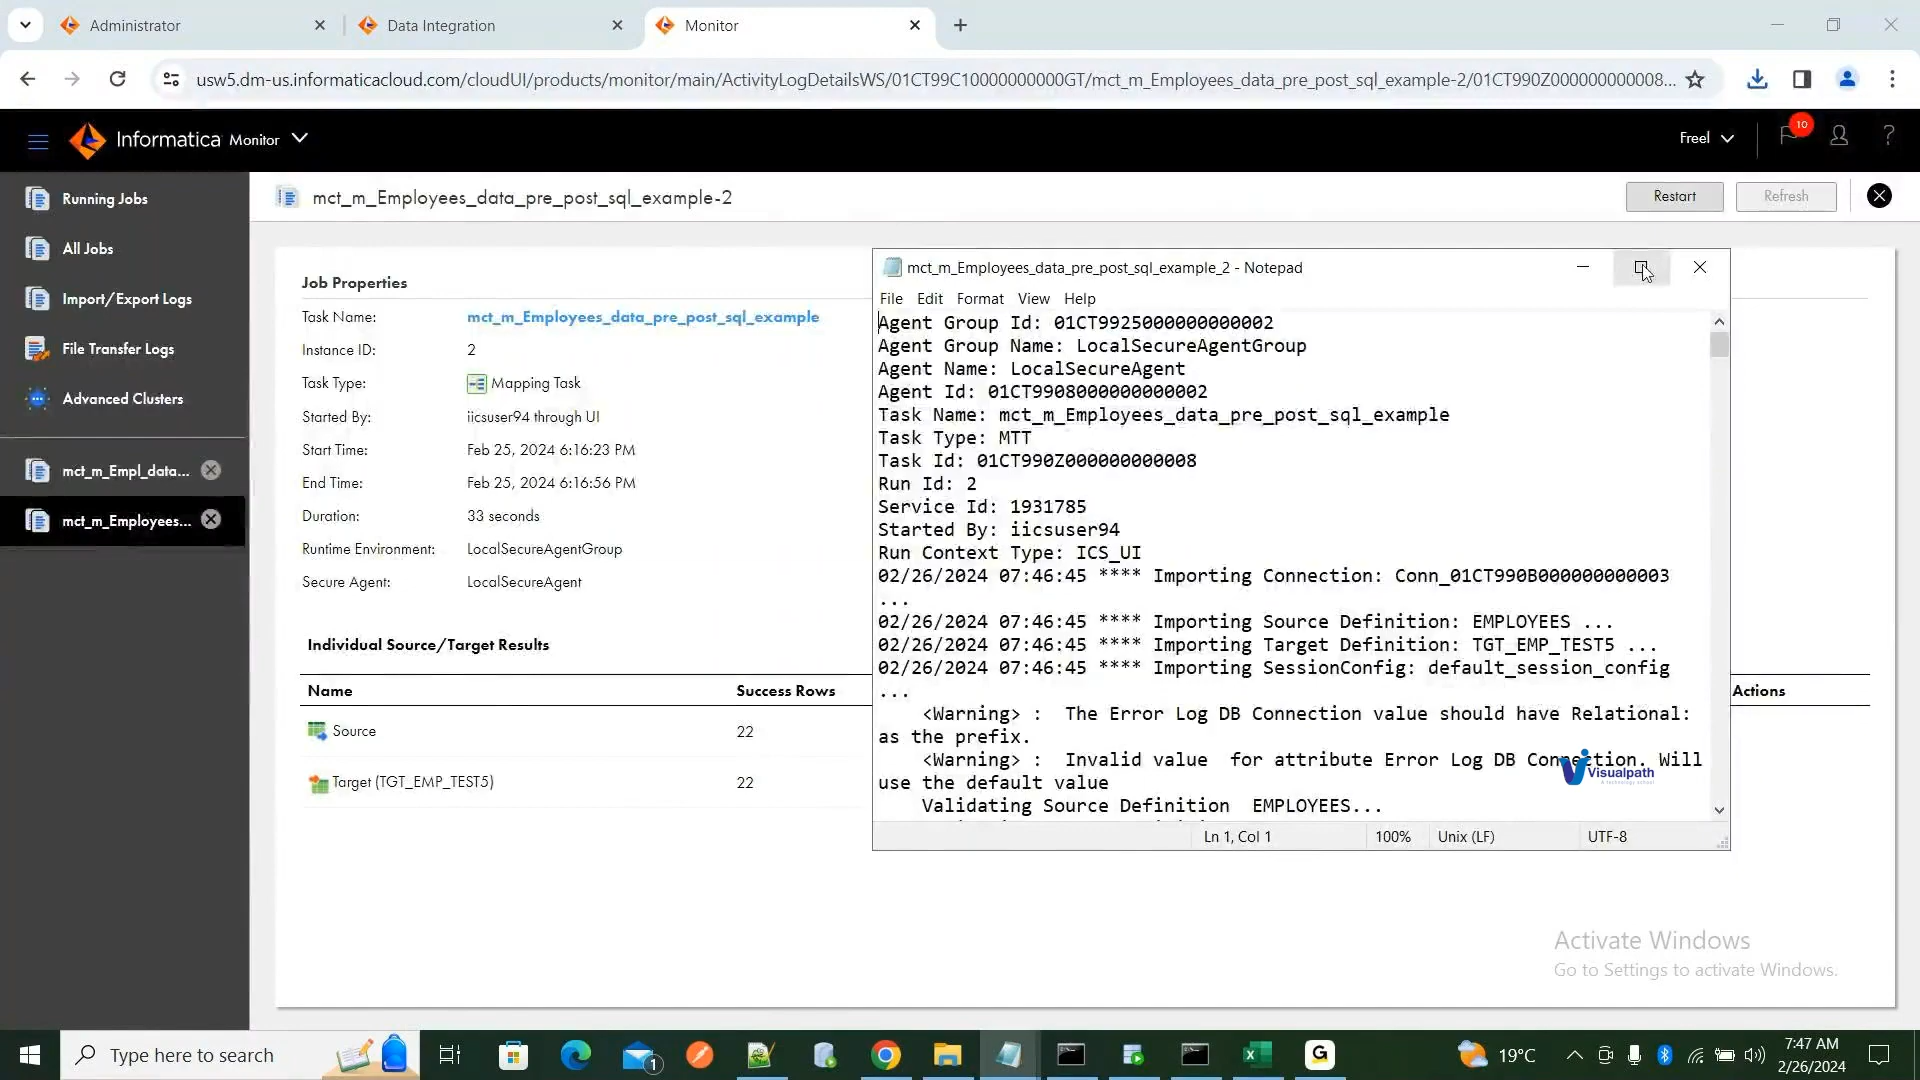 Administrator
Data Integration
Monitor
usw5.dm-us.informaticacloud.com/cloudUI/products/monitor/main/ActivityLogDetailsWS/01CT99C10000000000GT/mct_m_Employees_data_pre_post_sql_example-2/01CT990Z000000000008...
Informatica Monitor
Freel
10
Running Jobs
All Jobs
Import/Export Logs
File Transfer Logs
Advanced Clusters
mct_m_Empl_data...
mct_m_Employees...
mct_m_Employees_data_pre_post_sql_example-2
Restart
Refresh
Job Properties
Task Name: mct_m_Employees_data_pre_post_sql_example
Instance ID: 2
Task Type: Mapping Task
Started By: iicsuser94 through UI
Start Time: Feb 25, 2024 6:16:23 PM
End Time: Feb 25, 2024 6:16:56 PM
Duration: 33 seconds
Runtime Environment: LocalSecureAgentGroup
Secure Agent: LocalSecureAgent
Individual Source/Target Results
Name Success Rows Actions
Source 22
Target (TGT_EMP_TEST5) 22
mct_m_Employees_data_pre_post_sql_example_2 - Notepad
File Edit Format View Help
Agent Group Id: 01CT9925000000000002
Agent Group Name: LocalSecureAgentGroup
Agent Name: LocalSecureAgent
Agent Id: 01CT9908000000000002
Task Name: mct_m_Employees_data_pre_post_sql_example
Task Type: MTT
Task Id: 01CT990Z000000000008
Run Id: 2
Service Id: 1931785
Started By: iicsuser94
Run Context Type: ICS_UI
02/26/2024 07:46:45 **** Importing Connection: Conn_01CT990B000000000003
...
02/26/2024 07:46:45 **** Importing Source Definition: EMPLOYEES ...
02/26/2024 07:46:45 **** Importing Target Definition: TGT_EMP_TEST5 ...
02/26/2024 07:46:45 **** Importing SessionConfig: default_session_config
...
<Warning> : The Error Log DB Connection value should have Relational:
as the prefix.
<Warning> : Invalid value for attribute Error Log DB Connection. Will
use the default value
Validating Source Definition EMPLOYEES...
Visualpath
Ln 1, Col 1 100% Unix (LF) UTF-8
Activate Windows
Go to Settings to activate Windows.
Type here to search
1
19°C
7:47 AM
2/26/2024